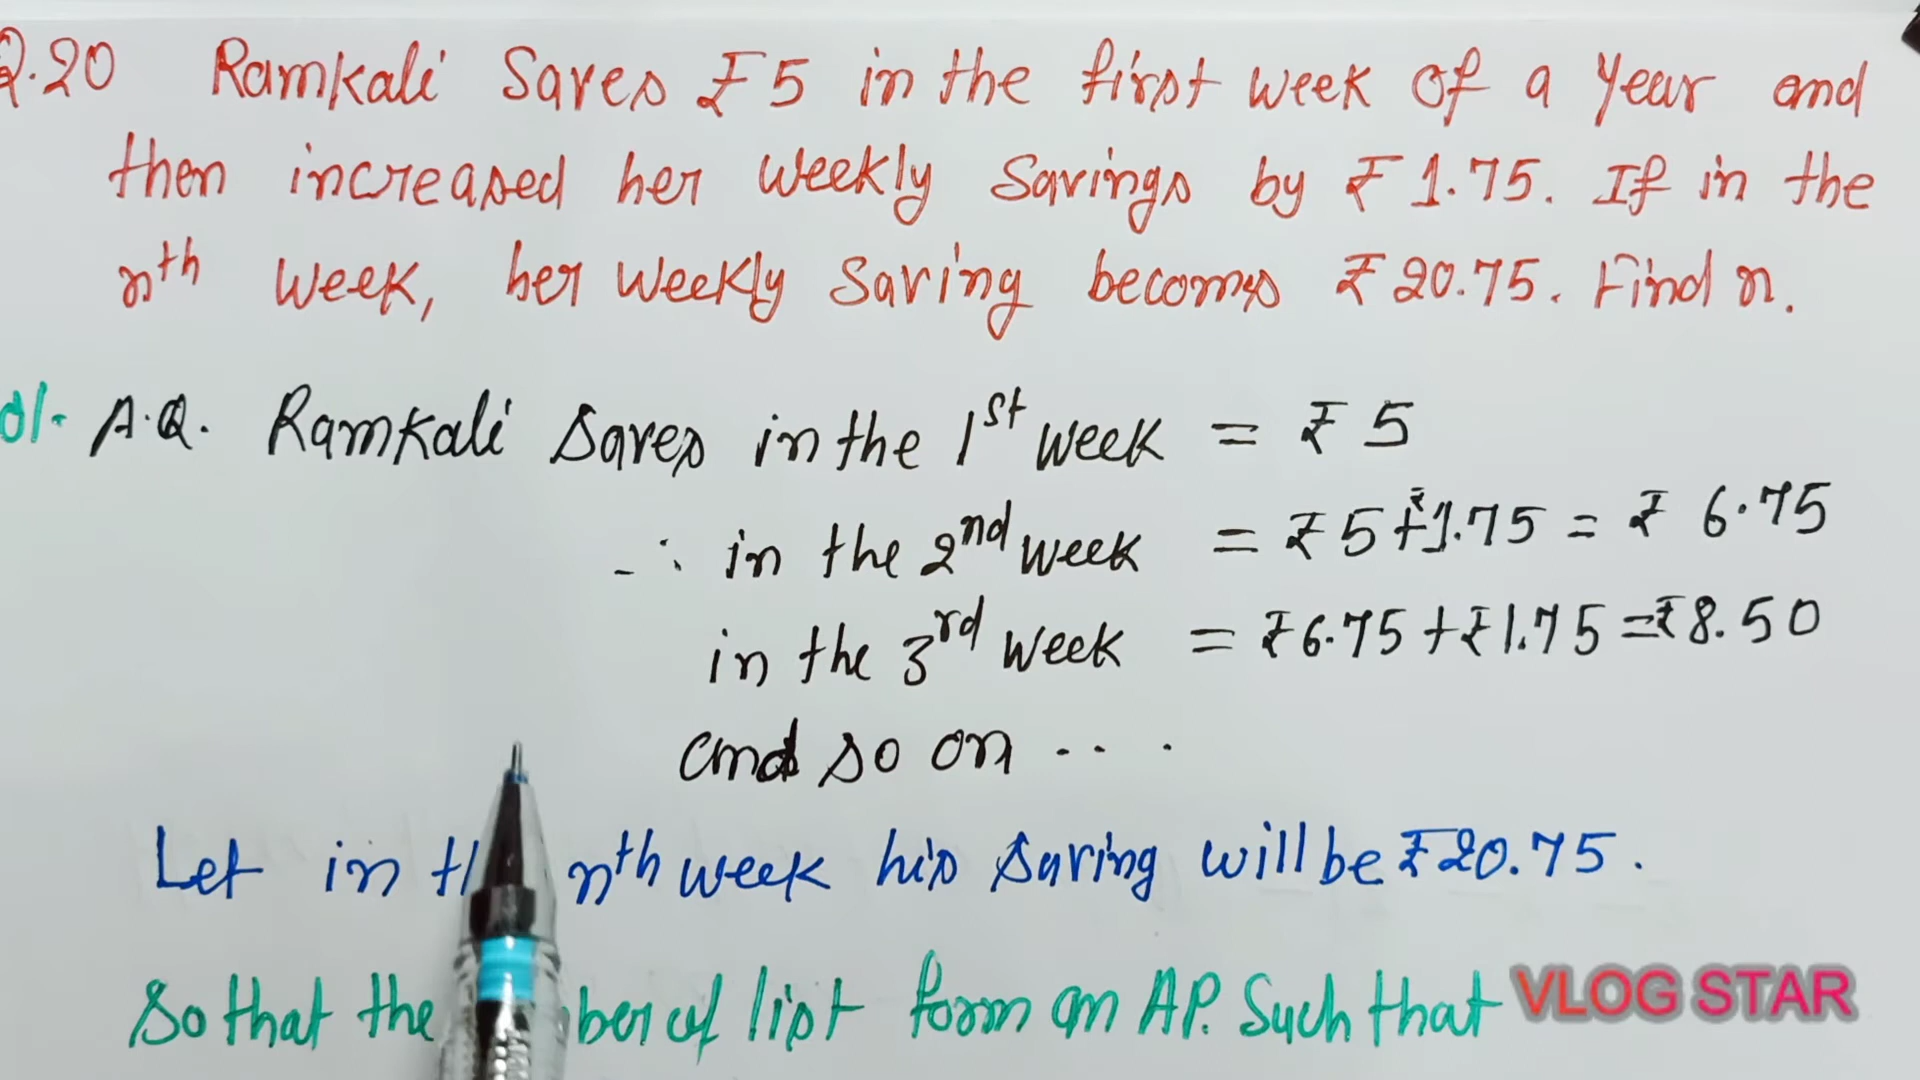 Q.20 Ramkali Saves ₹5 in the first week of a year and
then increased her weekly savings by ₹1.75. If in the
nth week, her weekly saving becomes ₹20.75. Find n.
A.Q. Ramkali saves in the 1st week = ₹5
∴ in the 2nd week = ₹5+₹1.75 = ₹6.75
in the 3rd week = ₹6.75+₹1.75=₹8.50
and so on ...
Let in nth week his saving will be ₹20.75.
So that the of list form an AP. Such that
VLOG STAR